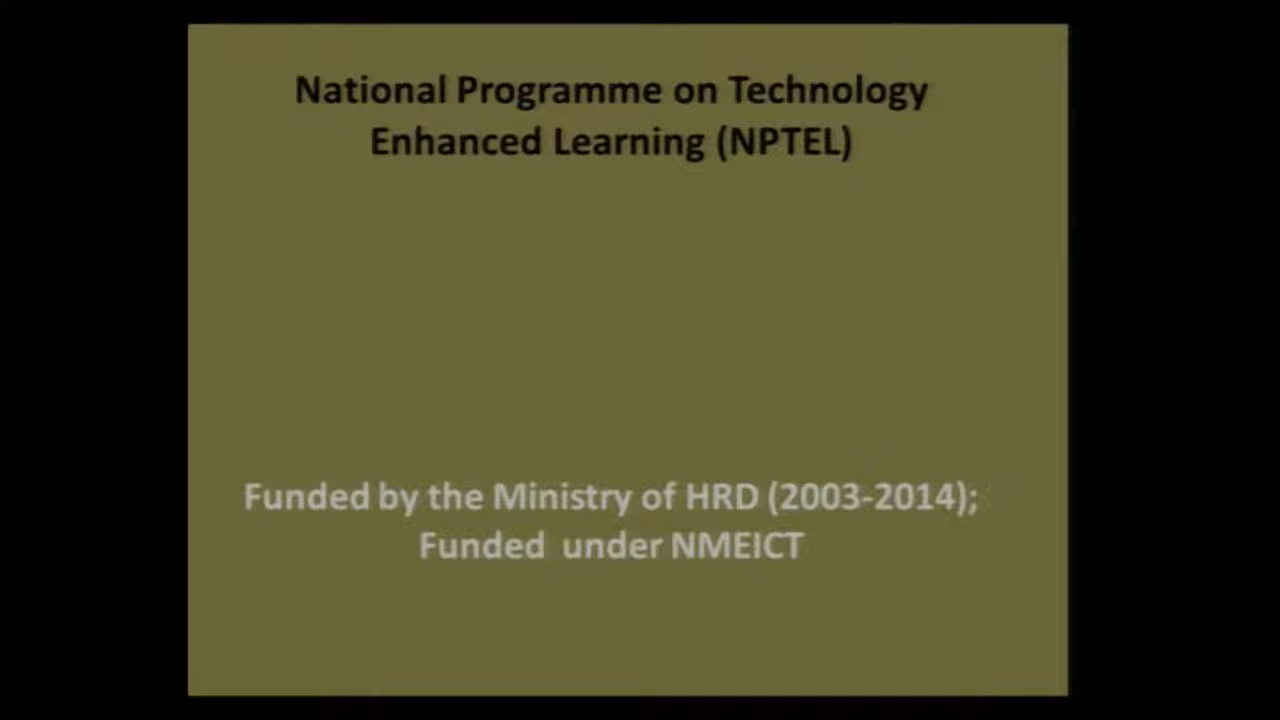 National Programme on Technology
Enhanced Learning (NPTEL)
Funded by the Ministry of HRD (2003-2014);
Funded under NMEICT